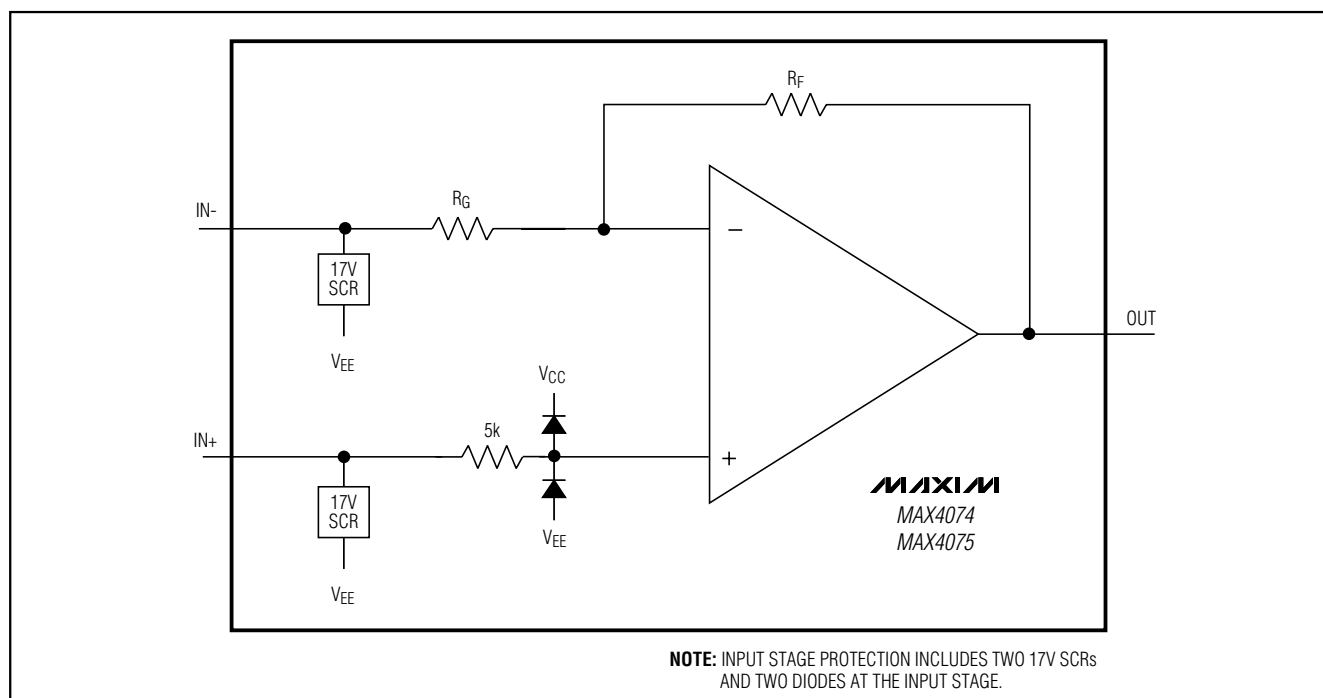 RF
RG
IN-
−
17V
SCR
VEE
OUT
VCC
5k
IN+
+
17V
SCR
VEE
VEE
MAXIM
MAX4074
MAX4075
NOTE: INPUT STAGE PROTECTION INCLUDES TWO 17V SCRs
AND TWO DIODES AT THE INPUT STAGE.